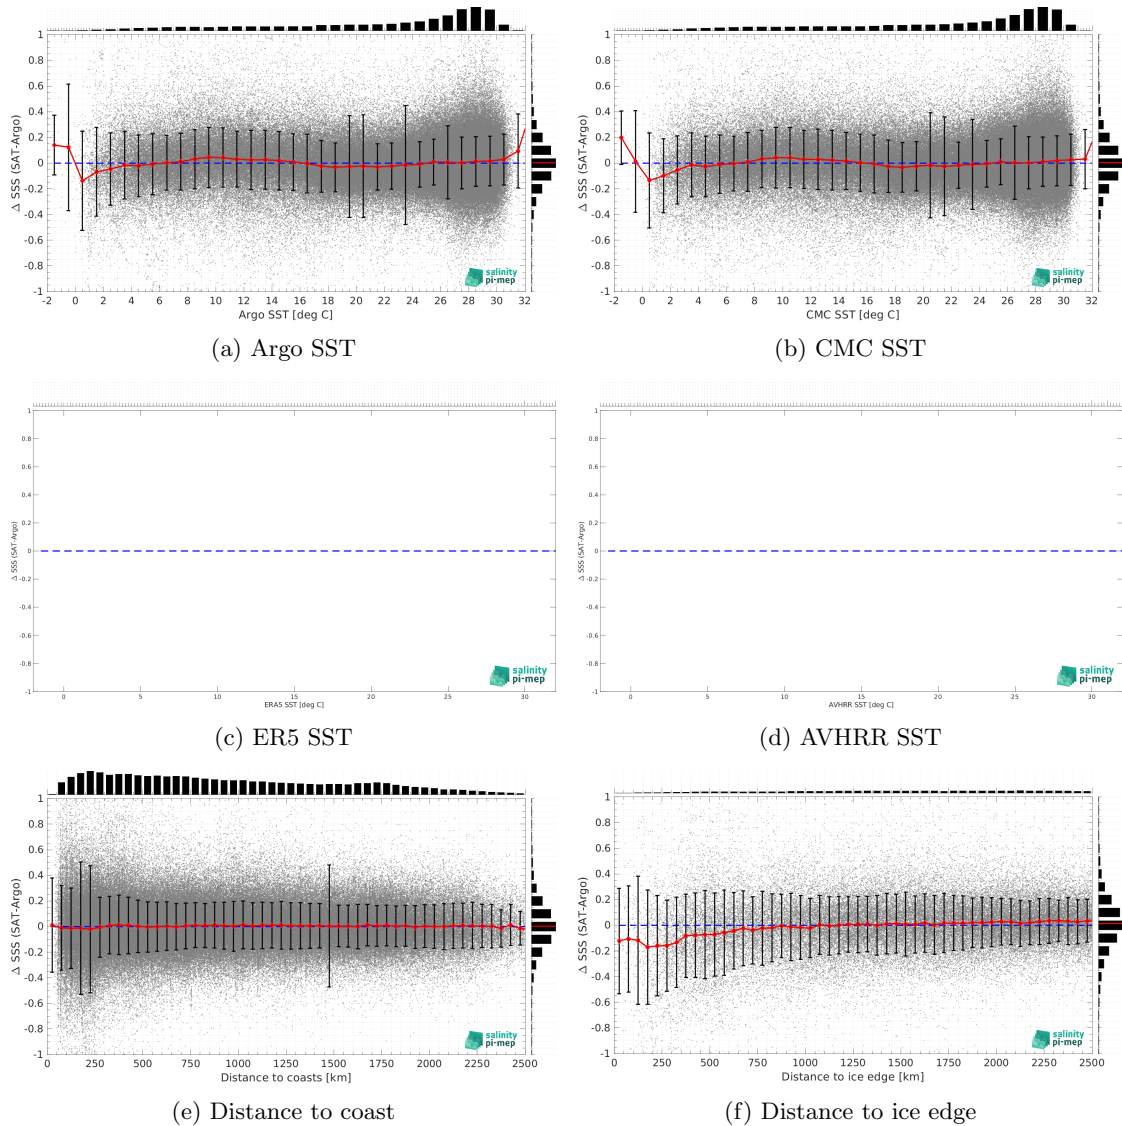 1
0.8
0.6
0.4
0.2
0
-0.2
-0.4
-0.6
-0.8
-1
Δ SSS (SAT-Argo)
salinity
pi-mep
-2 0 2 4 6 8 10 12 14 16 18 20 22 24 26 28 30 32
Argo SST [deg C]
(a) Argo SST
1
0.8
0.6
0.4
0.2
0
-0.2
-0.4
-0.6
-0.8
-1
Δ SSS (SAT-Argo)
salinity
pi-mep
-2 0 2 4 6 8 10 12 14 16 18 20 22 24 26 28 30 32
CMC SST [deg C]
(b) CMC SST
1
0.8
0.6
0.4
0.2
0
-0.2
-0.4
-0.6
-0.8
-1
Δ SSS (SAT-Argo)
salinity
pi-mep
0 5 10 15 20 25 30
ERA5 SST [deg C]
(c) ER5 SST
1
0.8
0.6
0.4
0.2
0
-0.2
-0.4
-0.6
-0.8
-1
Δ SSS (SAT-Argo)
salinity
pi-mep
0 5 10 15 20 25 30
AVHRR SST [deg C]
(d) AVHRR SST
1
0.8
0.6
0.4
0.2
0
-0.2
-0.4
-0.6
-0.8
-1
Δ SSS (SAT-Argo)
salinity
pi-mep
0 250 500 750 1000 1250 1500 1750 2000 2250 2500
Distance to coasts [km]
(e) Distance to coast
1
0.8
0.6
0.4
0.2
0
-0.2
-0.4
-0.6
-0.8
-1
Δ SSS (SAT-Argo)
salinity
pi-mep
0 250 500 750 1000 1250 1500 1750 2000 2250 2500
Distance to ice edge [km]
(f) Distance to ice edge